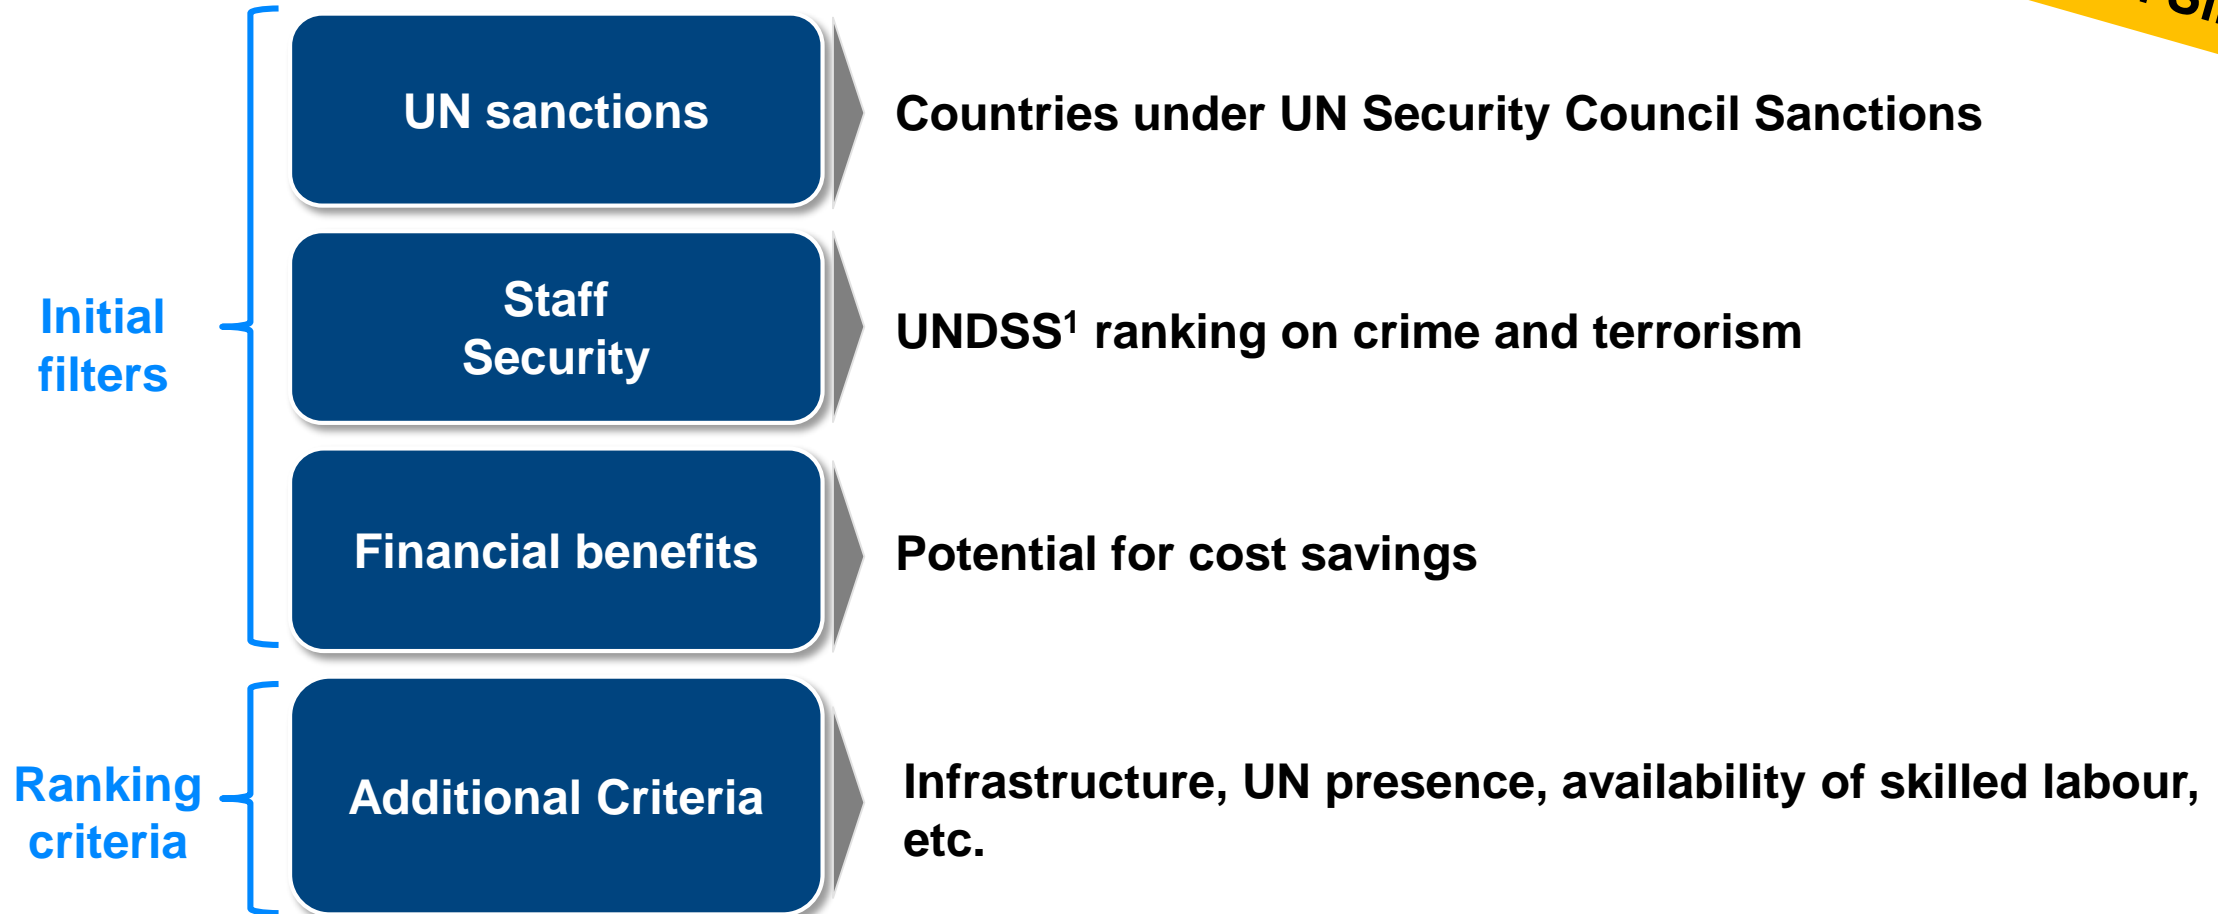 UN sanctions
Countries under UN Security Council Sanctions
Initial
filters
Staff
Security
UNDSS¹ ranking on crime and terrorism
Financial benefits
Potential for cost savings
Ranking
criteria
Additional Criteria
Infrastructure, UN presence, availability of skilled labour,
etc.